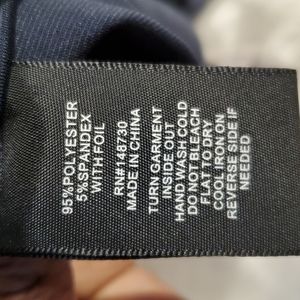 95% POLYESTER
5% SPANDEX
WITH FOIL
RN# 148730
MADE IN CHINA
TURN GARMENT
INSIDE OUT
HAND WASH COLD
DO NOT BLEACH
FLAT TO DRY
COOL IRON ON
REVERSE SIDE IF
NEEDED